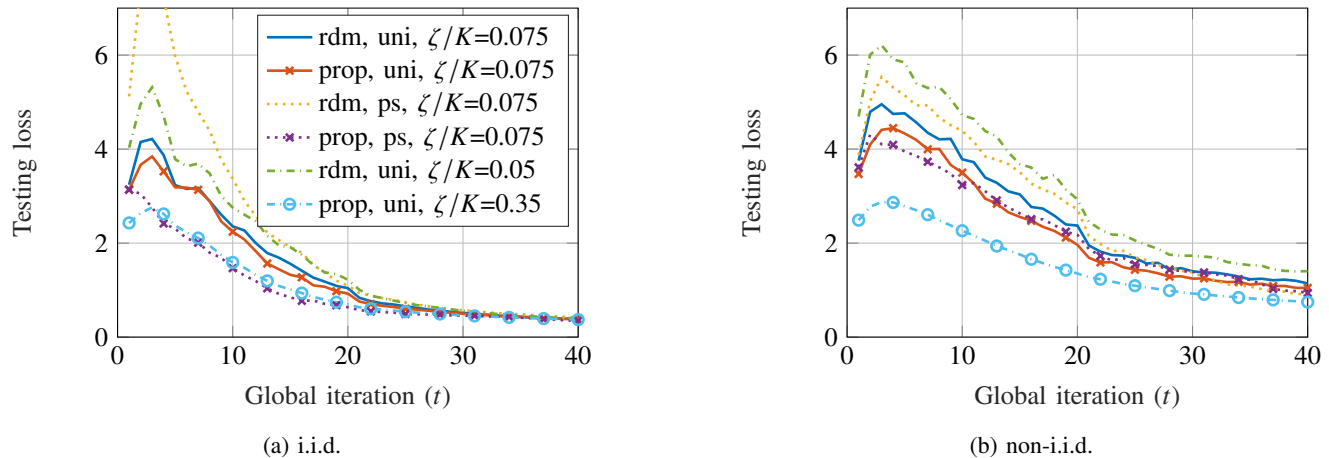 6
4
2
0
0
10
20
30
40
Testing loss
Global iteration (t)
rdm, uni, ζ/K=0.075
prop, uni, ζ/K=0.075
rdm, ps, ζ/K=0.075
prop, ps, ζ/K=0.075
rdm, uni, ζ/K=0.05
prop, uni, ζ/K=0.35
(a) i.i.d.
6
4
2
0
0
10
20
30
40
Testing loss
Global iteration (t)
(b) non-i.i.d.